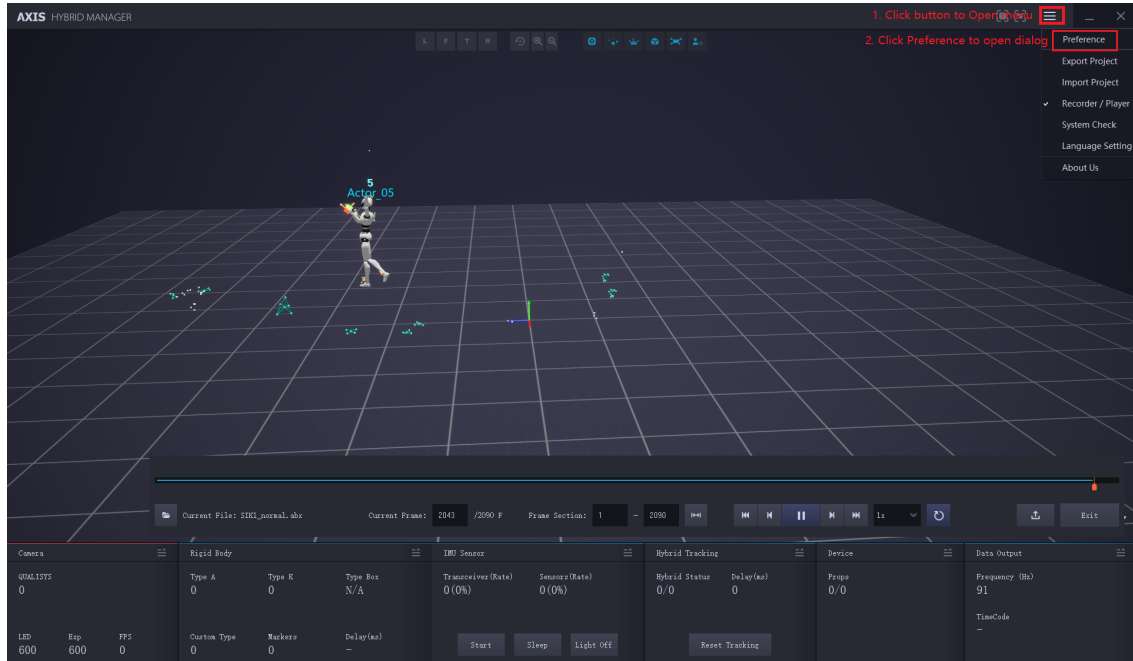 AXIS HYBRID MANAGER
1. Click button to Open menu
L F T R
2. Click Preference to open dialog
Preference
Export Project
Import Project
Recorder / Player
System Check
Language Setting
About Us
5
Actor_05
Current File: SIK1_normal.abx
Current Frame: 2043 /2090 F
Frame Section: 1 - 2090
1x
Exit
Camera
QUALISYS
0
LED Exp FPS
600 600 0
Rigid Body
Type A Type K Type Box
0 0 N/A
Custom Type Markers Delay(ms)
0 0 —
IMU Sensor
Transceiver(Rate) Sensors(Rate)
0(0%) 0(0%)
Start Sleep Light Off
Hybrid Tracking
Hybrid Status Delay(ms)
0/0 0
Reset Tracking
Device
Props
0/0
Data Output
Frequency (Hz)
91
TimeCode
—